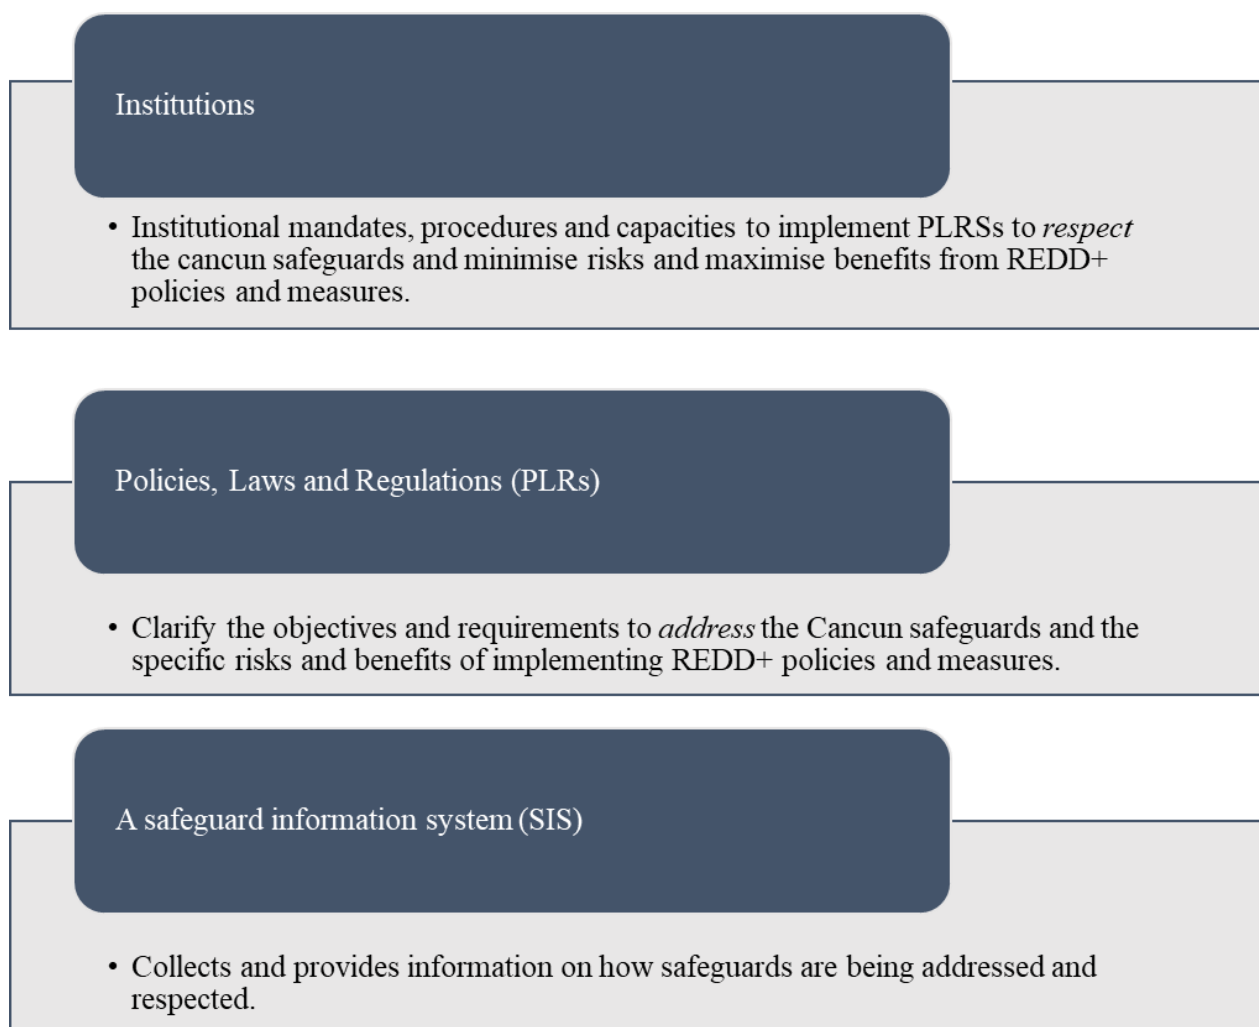 Institutions
• Institutional mandates, procedures and capacities to implement PLRSs to respect
the cancun safeguards and minimise risks and maximise benefits from REDD+
policies and measures.
Policies, Laws and Regulations (PLRs)
• Clarify the objectives and requirements to address the Cancun safeguards and the
specific risks and benefits of implementing REDD+ policies and measures.
A safeguard information system (SIS)
• Collects and provides information on how safeguards are being addressed and
respected.